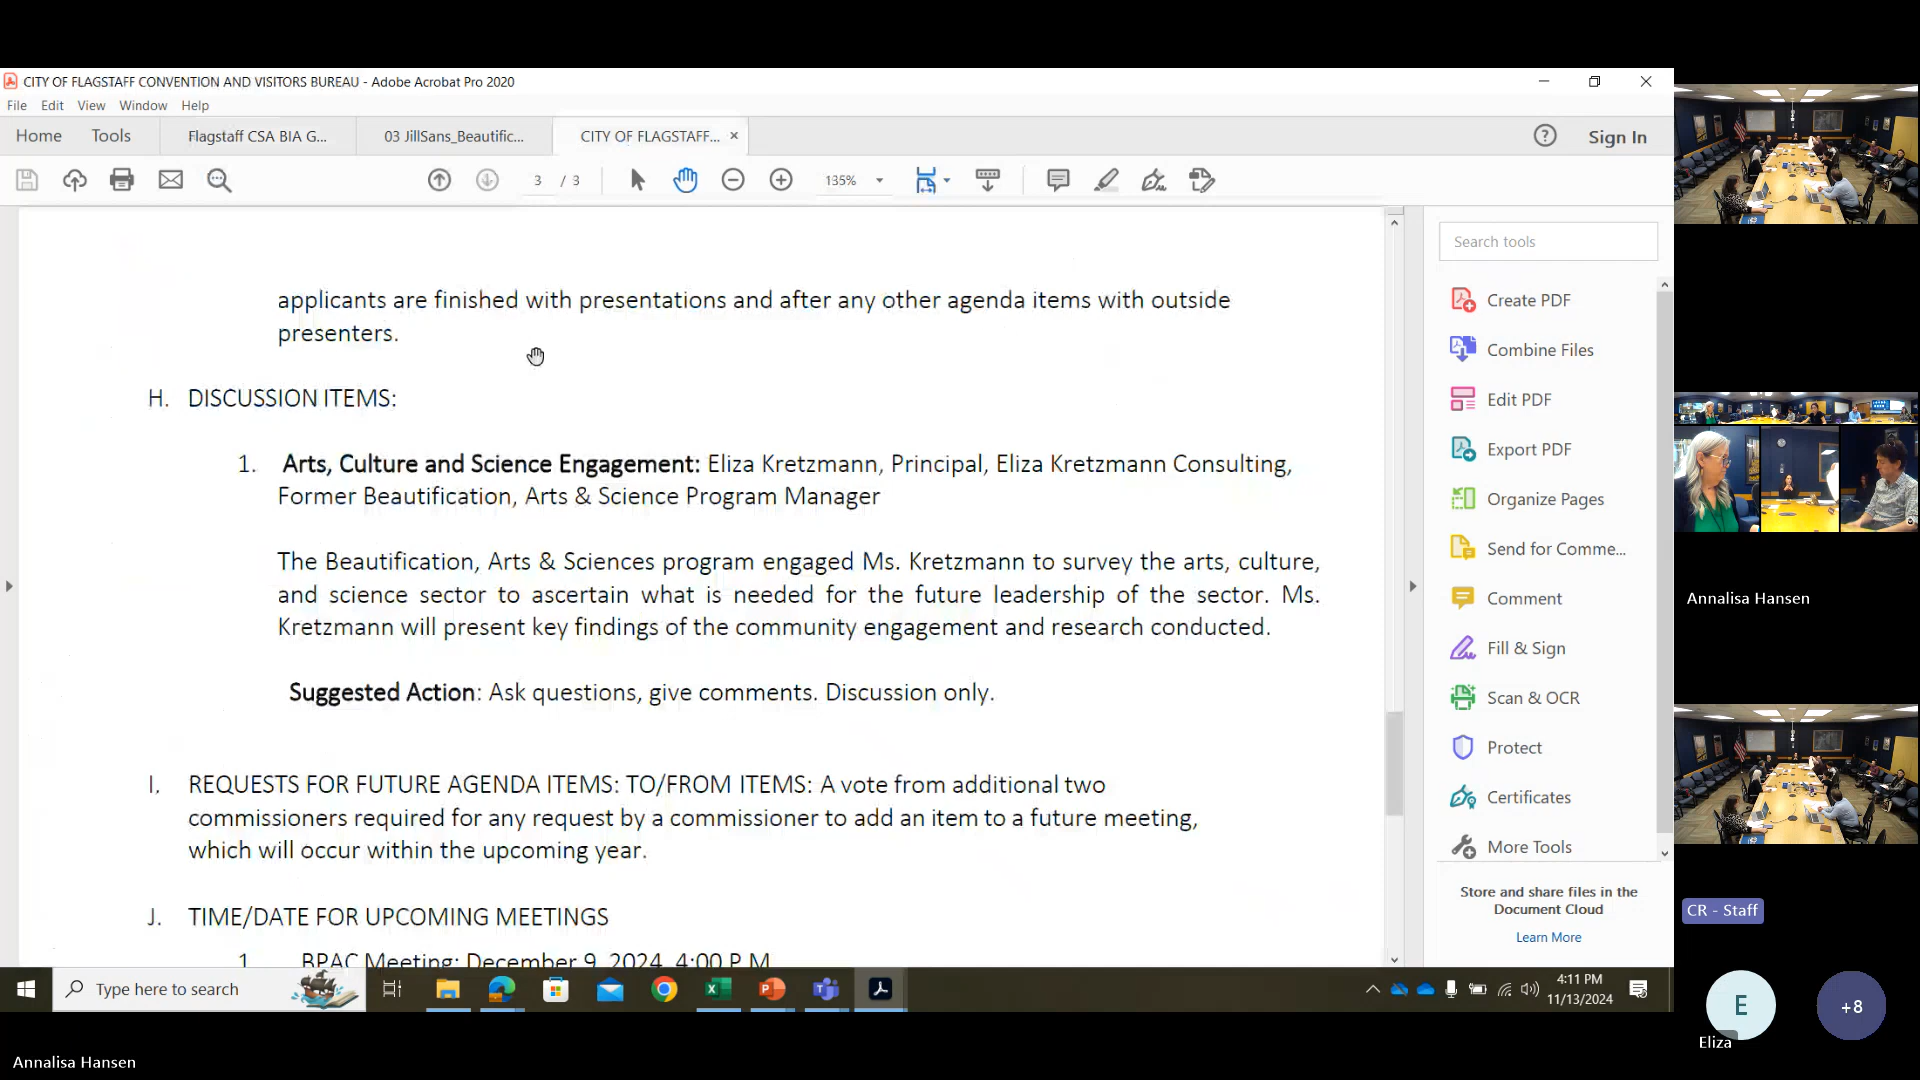 CITY OF FLAGSTAFF CONVENTION AND VISITORS BUREAU - Adobe Acrobat Pro 2020
File Edit View Window Help
Home Tools Flagstaff CSA BIA G... 03 JillSans_Beautific... CITY OF FLAGSTAFF... Sign In
3 / 3 135%
Search tools
Create PDF
Combine Files
Edit PDF
Export PDF
Organize Pages
Send for Comme...
Comment
Fill & Sign
Scan & OCR
Protect
Certificates
More Tools
Store and share files in the
Document Cloud
Learn More
applicants are finished with presentations and after any other agenda items with outside
presenters.
H. DISCUSSION ITEMS:
1. Arts, Culture and Science Engagement: Eliza Kretzmann, Principal, Eliza Kretzmann Consulting,
Former Beautification, Arts & Science Program Manager
The Beautification, Arts & Sciences program engaged Ms. Kretzmann to survey the arts, culture,
and science sector to ascertain what is needed for the future leadership of the sector. Ms.
Kretzmann will present key findings of the community engagement and research conducted.
Suggested Action: Ask questions, give comments. Discussion only.
I. REQUESTS FOR FUTURE AGENDA ITEMS: TO/FROM ITEMS: A vote from additional two
commissioners required for any request by a commissioner to add an item to a future meeting,
which will occur within the upcoming year.
J. TIME/DATE FOR UPCOMING MEETINGS
1. BPAC Meeting: December 9, 2024, 4:00 P.M.
Type here to search
4:11 PM
11/13/2024
Annalisa Hansen
CR - Staff
E
+8
Eliza
Annalisa Hansen